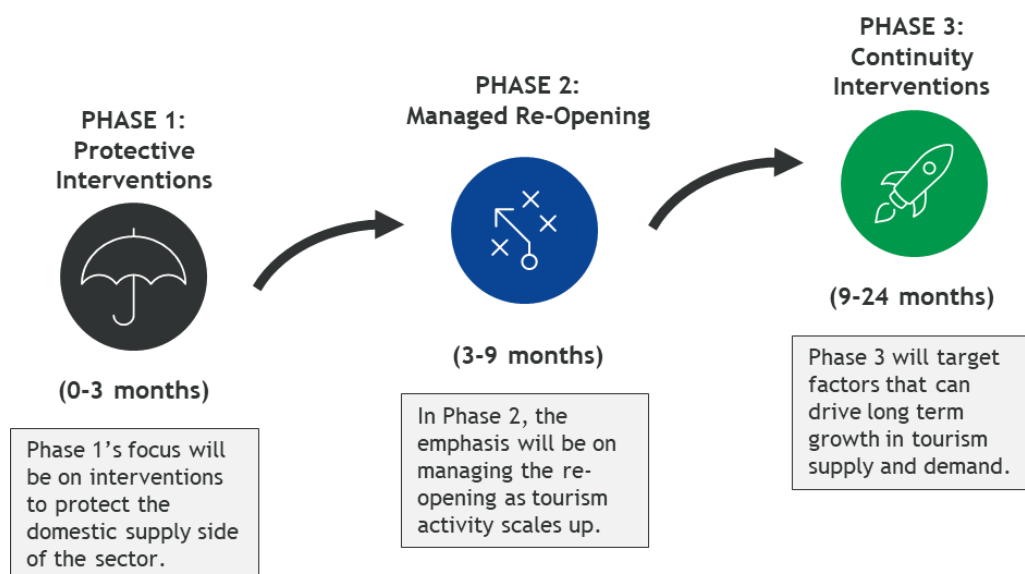 PHASE 1:
Protective
Interventions
(0-3 months)
Phase 1’s focus will
be on interventions
to protect the
domestic supply side
of the sector.
PHASE 2:
Managed Re-Opening
(3-9 months)
In Phase 2, the
emphasis will be on
managing the re-
opening as tourism
activity scales up.
PHASE 3:
Continuity
Interventions
(9-24 months)
Phase 3 will target
factors that can
drive long term
growth in tourism
supply and demand.